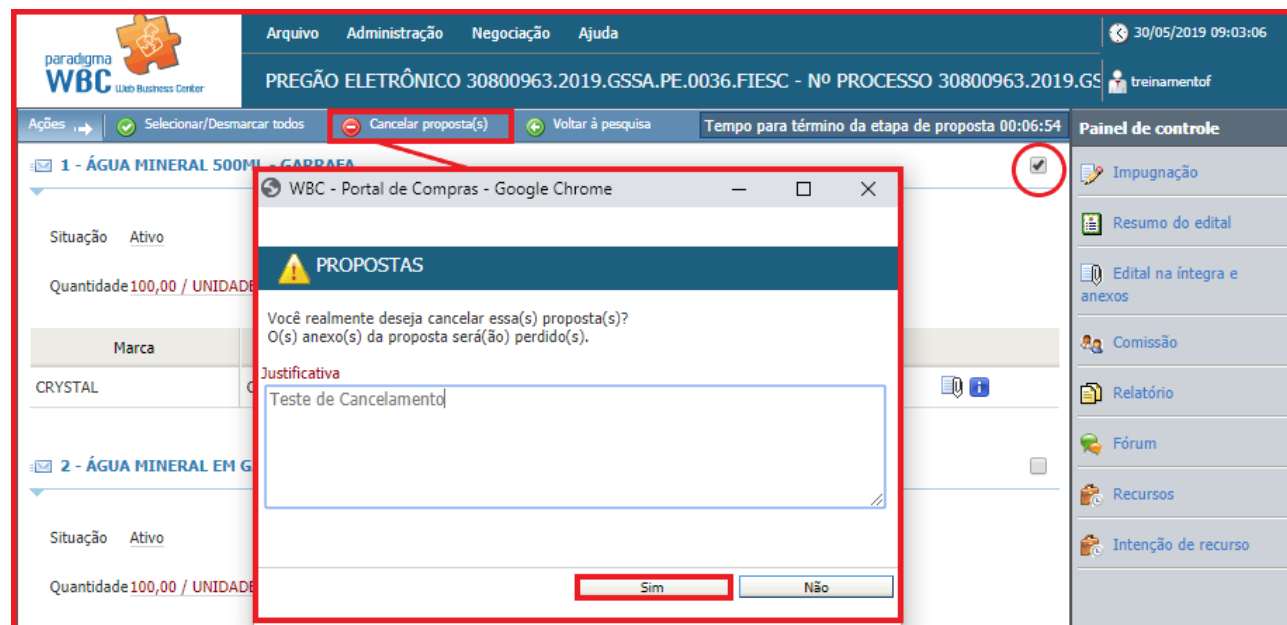 paradigma
WBC Web Business Center
Arquivo Administração Negociação Ajuda
30/05/2019 09:03:06
PREGÃO ELETRÔNICO 30800963.2019.GSSA.PE.0036.FIESC - Nº PROCESSO 30800963.2019.GS
treinamentof
Ações Selecionar/Desmarcar todos Cancelar proposta(s) Voltar à pesquisa Tempo para término da etapa de proposta 00:06:54
Painel de controle
1 - ÁGUA MINERAL 500ML - GARRAFA
Situação Ativo
Quantidade 100,00 / UNIDADE
Marca
CRYSTAL
2 - ÁGUA MINERAL EM G
Situação Ativo
Quantidade 100,00 / UNIDADE
WBC - Portal de Compras - Google Chrome
PROPOSTAS
Você realmente deseja cancelar essa(s) proposta(s)?
O(s) anexo(s) da proposta será(ão) perdido(s).
Justificativa
Teste de Cancelamento
Sim Não
Impugnação
Resumo do edital
Edital na íntegra e
anexos
Comissão
Relatório
Fórum
Recursos
Intenção de recurso